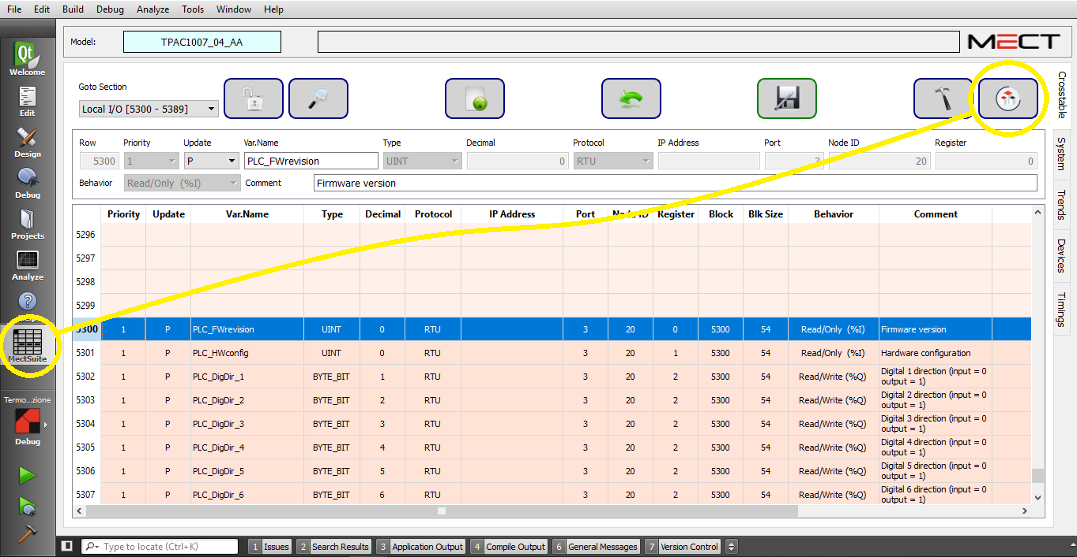 File Edit Build Debug Analyze Tools Window Help
Model: TPAC1007_04_AA MECT
Qt
Welcome
Edit
Design
Debug
Projects
Analyze
?
MectSuite
Termo...zione
Debug
Goto Section
Local I/O [5300 - 5389]
Row Priority Update Var.Name Type Decimal Protocol IP Address Port Node ID Register
5300 1 P PLC_FWrevision UINT 0 RTU 20 0
Behavior Read/Only (%I) Comment Firmware version
Priority Update Var.Name Type Decimal Protocol IP Address Port Node ID Register Block Blk Size Behavior Comment
5296
5297
5298
5299
5300 1 P PLC_FWrevision UINT 0 RTU 3 20 0 5300 54 Read/Only (%I) Firmware version
5301 1 P PLC_HWconfig UINT 0 RTU 3 20 1 5300 54 Read/Only (%I) Hardware configuration
5302 1 P PLC_DigDir_1 BYTE_BIT 1 RTU 3 20 2 5300 54 Read/Write (%Q) Digital 1 direction (input = 0
output = 1)
5303 1 P PLC_DigDir_2 BYTE_BIT 2 RTU 3 20 2 5300 54 Read/Write (%Q) Digital 2 direction (input = 0
output = 1)
5304 1 P PLC_DigDir_3 BYTE_BIT 3 RTU 3 20 2 5300 54 Read/Write (%Q) Digital 3 direction (input = 0
output = 1)
5305 1 P PLC_DigDir_4 BYTE_BIT 4 RTU 3 20 2 5300 54 Read/Write (%Q) Digital 4 direction (input = 0
output = 1)
5306 1 P PLC_DigDir_5 BYTE_BIT 5 RTU 3 20 2 5300 54 Read/Write (%Q) Digital 5 direction (input = 0
output = 1)
5307 1 P PLC_DigDir_6 BYTE_BIT 6 RTU 3 20 2 5300 54 Read/Write (%Q) Digital 6 direction (input = 0
output = 1)
Crosstable
System
Trends
Devices
Timings
Type to locate (Ctrl+K) 1 Issues 2 Search Results 3 Application Output 4 Compile Output 6 General Messages 7 Version Control